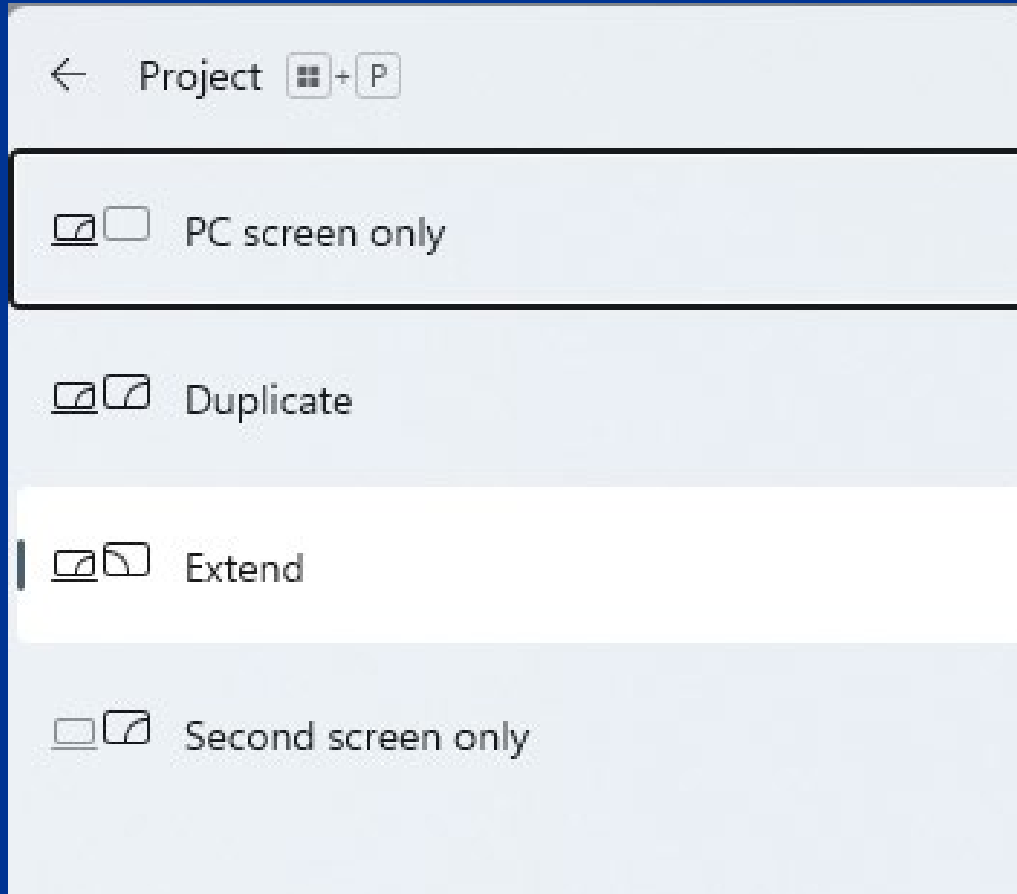 Project + P
PC screen only
Duplicate
Extend
Second screen only